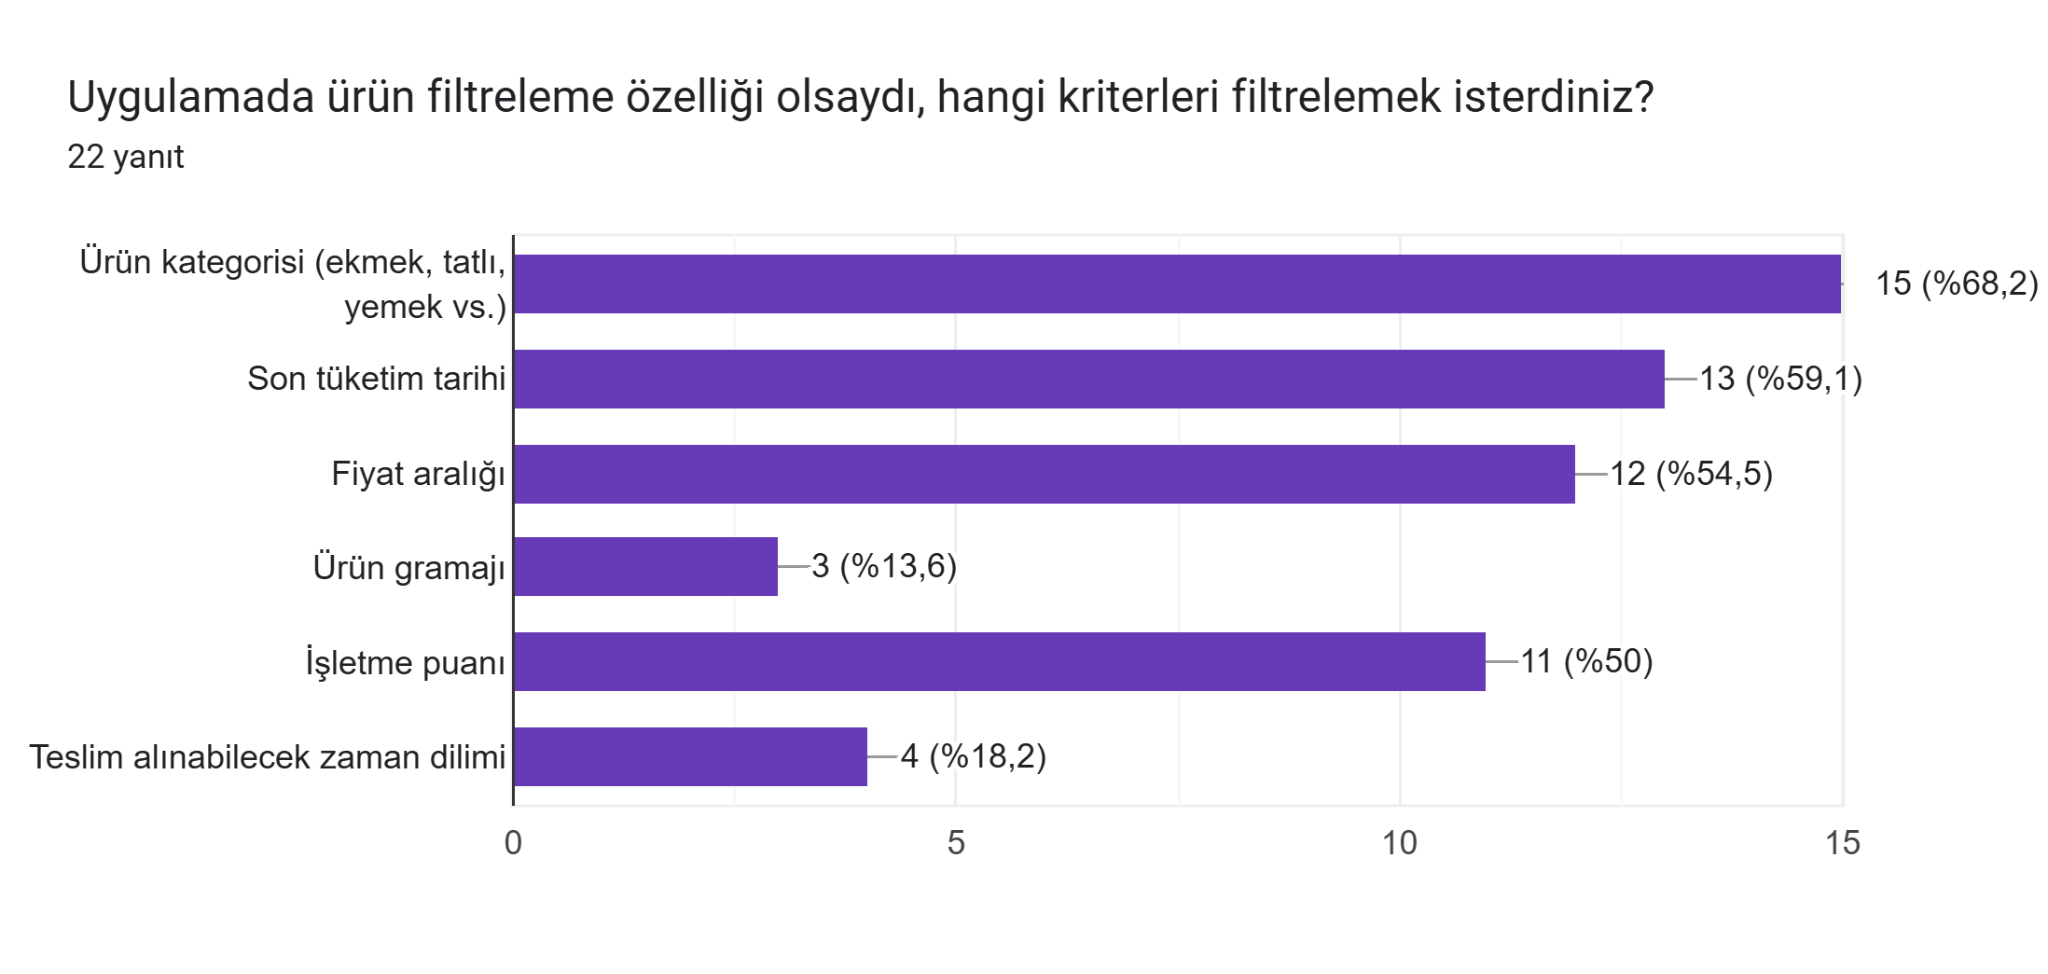 Uygulamada ürün filtreleme özelliği olsaydı, hangi kriterleri filtrelemek isterdiniz?
22 yanıt
Ürün kategorisi (ekmek, tatlı,
yemek vs.)
15 (%68,2)
Son tüketim tarihi
13 (%59,1)
Fiyat aralığı
12 (%54,5)
Ürün gramajı
3 (%13,6)
İşletme puanı
11 (%50)
Teslim alınabilecek zaman dilimi
4 (%18,2)
0 5 10 15